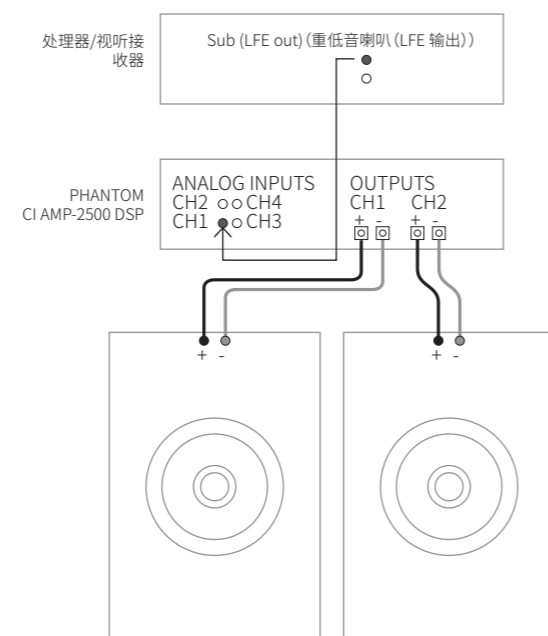 处理器/视听接
收器
Sub (LFE out) (重低音喇叭 (LFE 输出))
PHANTOM
CI AMP-2500 DSP
ANALOG INPUTS
CH2 CH4
CH1 CH3
OUTPUTS
CH1 CH2
+ - + -
+ - + -